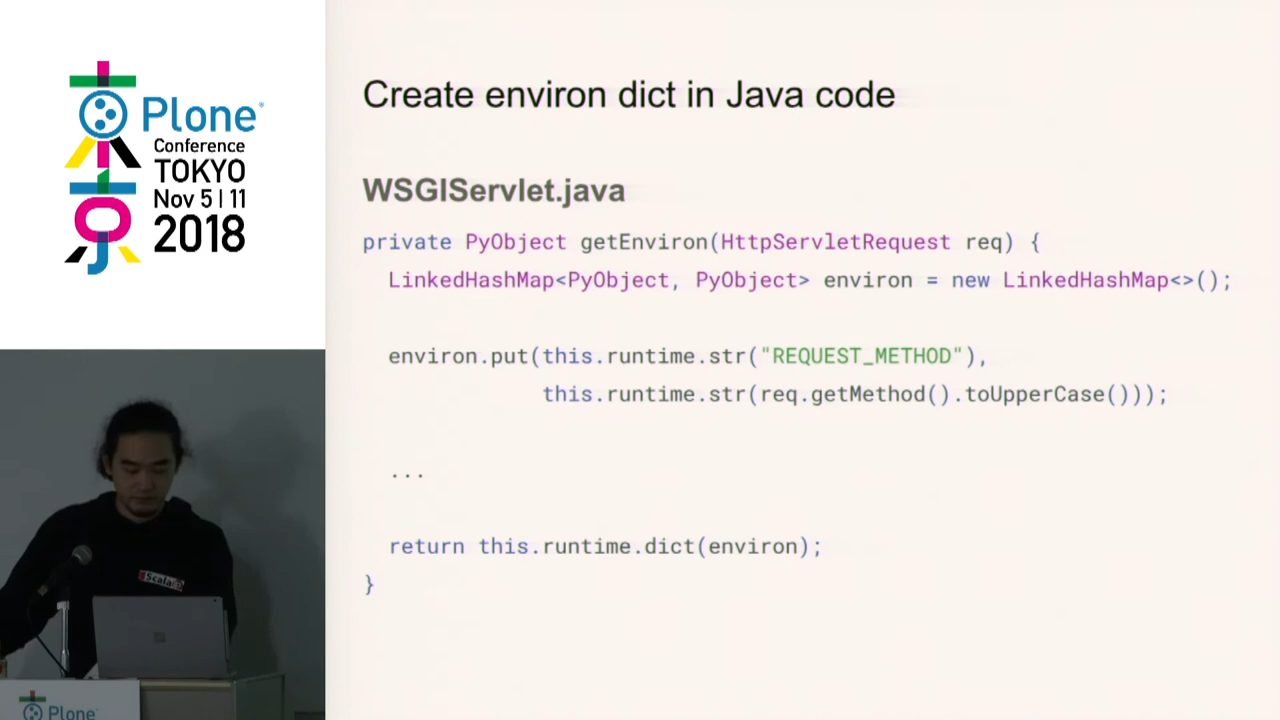 Plone®
Conference
TOKYO
Nov 5 | 11
2018
Create environ dict in Java code
WSGIServlet.java
private PyObject getEnviron(HttpServletRequest req) {
LinkedHashMap<PyObject, PyObject> environ = new LinkedHashMap<>();
environ.put(this.runtime.str("REQUEST_METHOD"),
this.runtime.str(req.getMethod().toUpperCase()));
...
return this.runtime.dict(environ);
}
Scala
Plone